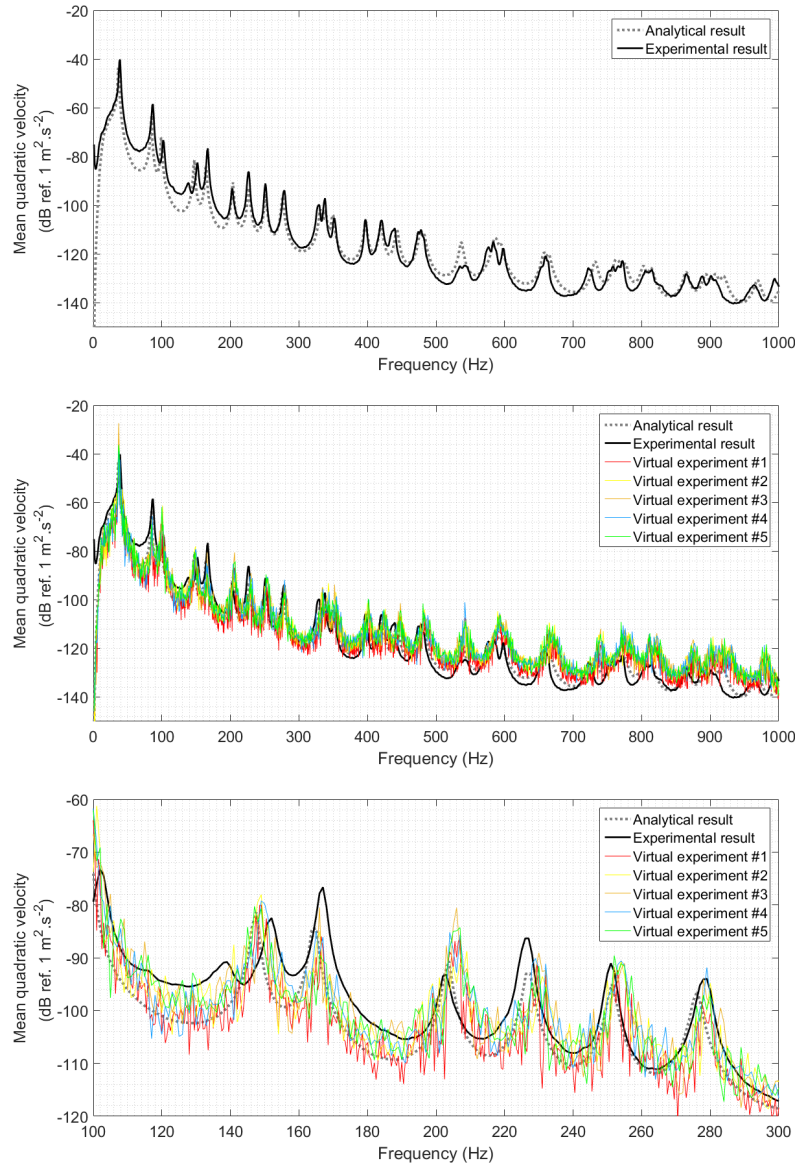 Mean quadratic velocity
(dB ref. 1 m².s⁻²)
-20
-40
-60
-80
-100
-120
-140
Analytical result
Experimental result
0 100 200 300 400 500 600 700 800 900 1000
Frequency (Hz)
Mean quadratic velocity
(dB ref. 1 m².s⁻²)
-20
-40
-60
-80
-100
-120
-140
Analytical result
Experimental result
Virtual experiment #1
Virtual experiment #2
Virtual experiment #3
Virtual experiment #4
Virtual experiment #5
0 100 200 300 400 500 600 700 800 900 1000
Frequency (Hz)
Mean quadratic velocity
(dB ref. 1 m².s⁻²)
-60
-70
-80
-90
-100
-110
-120
Analytical result
Experimental result
Virtual experiment #1
Virtual experiment #2
Virtual experiment #3
Virtual experiment #4
Virtual experiment #5
100 120 140 160 180 200 220 240 260 280 300
Frequency (Hz)